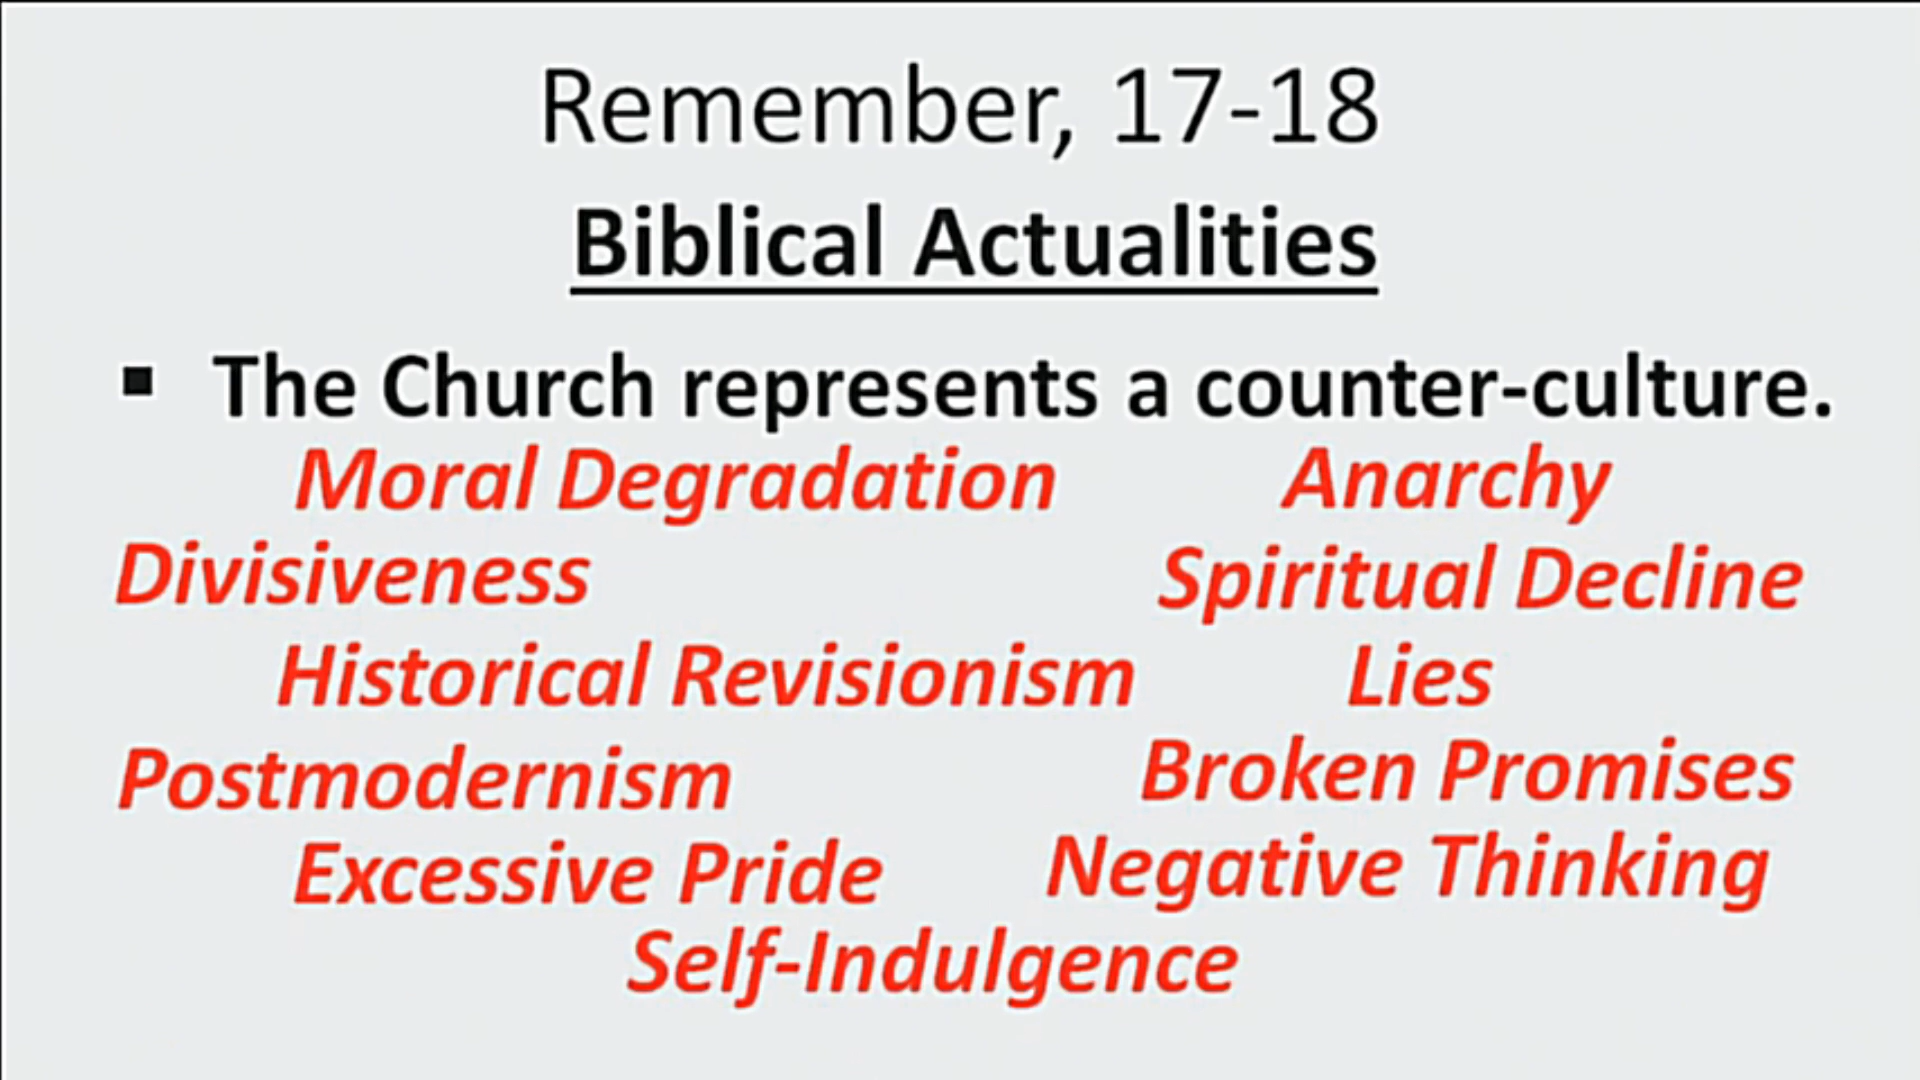 Remember, 17-18
Biblical Actualities
▪ The Church represents a counter-culture.
Moral Degradation Anarchy
Divisiveness Spiritual Decline
Historical Revisionism Lies
Postmodernism Broken Promises
Excessive Pride Negative Thinking
Self-Indulgence